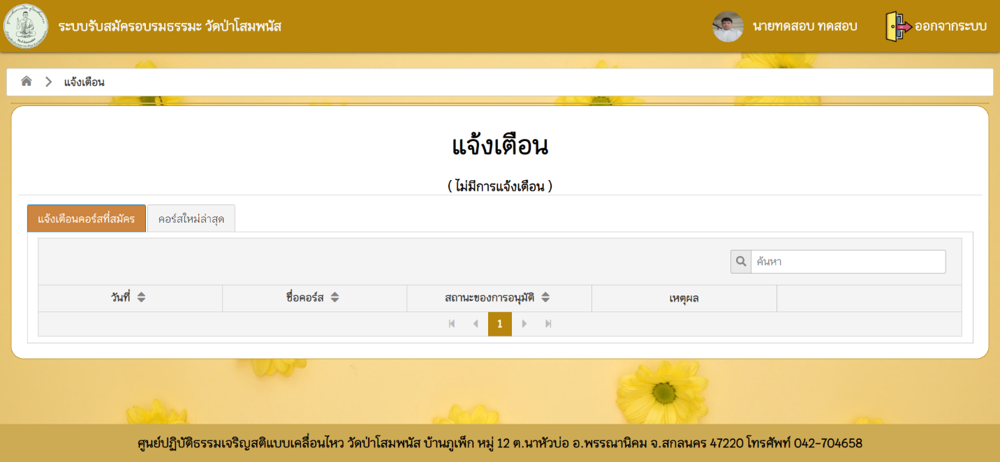 ระบบรับสมัครอบรมธรรมะ วัดป่าโสมพนัส
นายทดสอบ ทดสอบ
ออกจากระบบ
แจ้งเตือน
แจ้งเตือน
( ไม่มีการแจ้งเตือน )
แจ้งเตือนคอร์สที่สมัคร
คอร์สใหม่ล่าสุด
ค้นหา
วันที่ ชื่อคอร์ส สถานะของการอนุมัติ เหตุผล
1
ศูนย์ปฏิบัติธรรมเจริญสติแบบเคลื่อนไหว วัดป่าโสมพนัส บ้านภูเพ็ก หมู่ 12 ต.นาหัวบ่อ อ.พรรณานิคม จ.สกลนคร 47220 โทรศัพท์ 042-704658